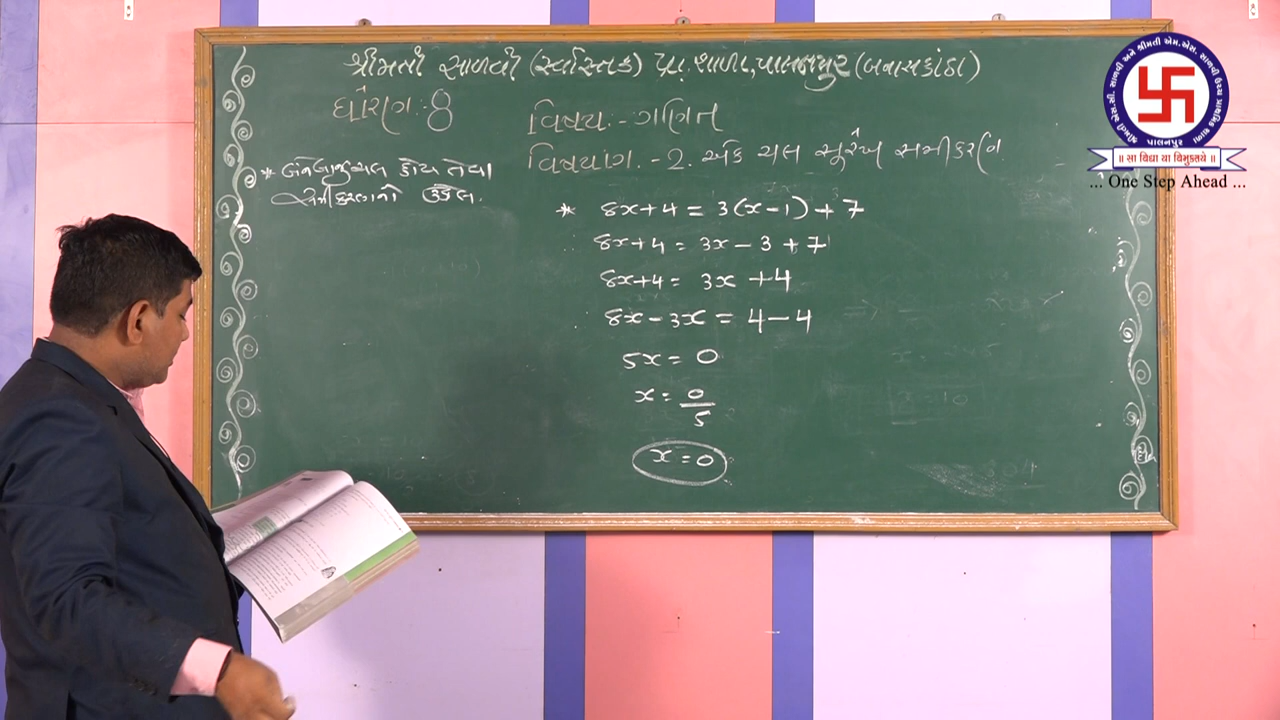 શ્રીમતી સાળવી (સ્વસ્તિક) પ્રા. શાળા, પાલનપુર (બનાસકાંઠા)
ધોરણ:-8
વિષય:- ગણિત
વિષયાંગ.-2. એક ચલ સુરેખ સમીકરણ
* બંને બાજુ ચલ હોય તેવા
સમીકરણનો ઉકેલ.
* 8x+4 = 3(x-1)+7
8x+4 = 3x-3+7
8x+4 = 3x +4
8x-3x = 4-4
5x = 0
x = 0/5
x = 0
પાલનપુર
॥ સા વિદ્યા યા વિમુક્તયે ॥
... One Step Ahead ...